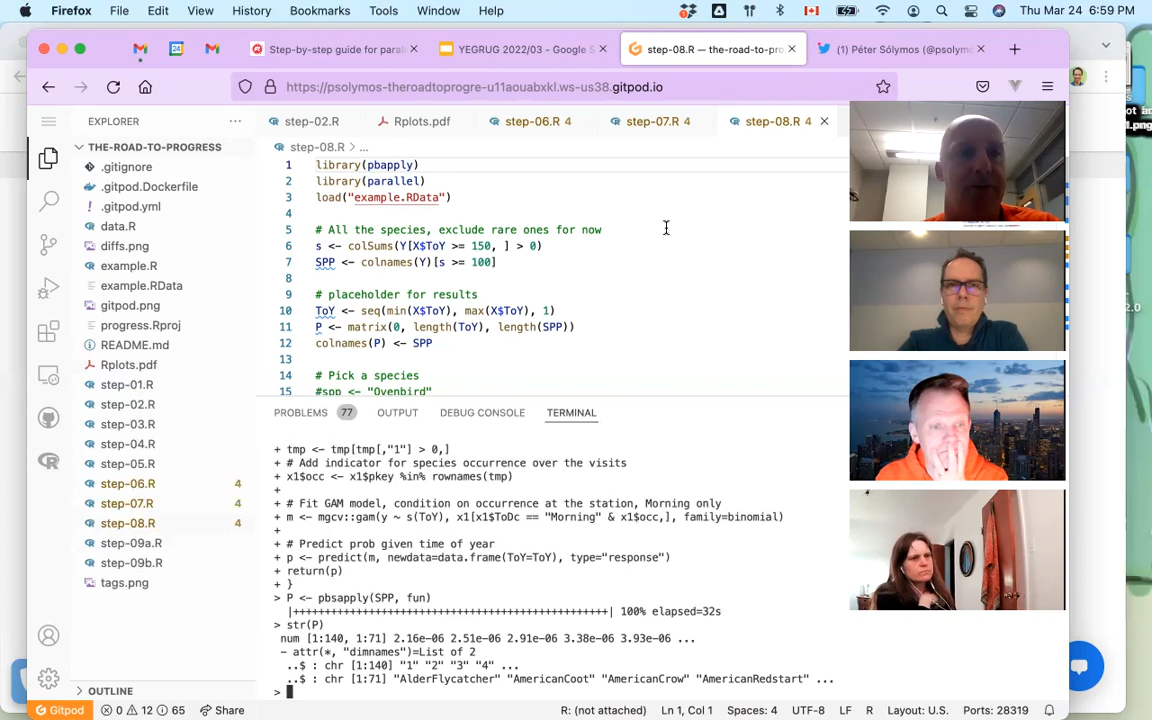 Firefox File Edit View History Bookmarks Tools Window Help Thu Mar 24 6:59 PM
Step-by-step guide for paral
YEGRUG 2022/03 - Google S
step-08.R — the-road-to-pro
(1) Péter Sólymos (@psolym
https://psolymos-theroadtoprogre-u11aouabxkl.ws-us38.gitpod.io
EXPLORER
THE-ROAD-TO-PROGRESS
.gitignore
.gitpod.Dockerfile
.gitpod.yml
data.R
diffs.png
example.R
example.RData
gitpod.png
progress.Rproj
README.md
Rplots.pdf
step-01.R
step-02.R
step-03.R
step-04.R
step-05.R
step-06.R 4
step-07.R 4
step-08.R 4
step-09a.R
step-09b.R
tags.png
OUTLINE
step-02.R Rplots.pdf step-06.R 4 step-07.R 4 step-08.R 4
step-08.R > ...
1 library(pbapply)
2 library(parallel)
3 load("example.RData")
4
5 # All the species, exclude rare ones for now
6 s <- colSums(Y[X$ToY >= 150, ] > 0)
7 SPP <- colnames(Y)[s >= 100]
8
9 # placeholder for results
10 ToY <- seq(min(X$ToY), max(X$ToY), 1)
11 P <- matrix(0, length(ToY), length(SPP))
12 colnames(P) <- SPP
13
14 # Pick a species
15 #spp <- "Ovenbird"
PROBLEMS 77 OUTPUT DEBUG CONSOLE TERMINAL
+ tmp <- tmp[tmp[,"1"] > 0,]
+ # Add indicator for species occurrence over the visits
+ x1$occ <- x1$pkey %in% rownames(tmp)
+
+ # Fit GAM model, condition on occurrence at the station, Morning only
+ m <- mgcv::gam(y ~ s(ToY), x1[x1$ToDc == "Morning" & x1$occ,], family=binomial)
+
+ # Predict prob given time of year
+ p <- predict(m, newdata=data.frame(ToY=ToY), type="response")
+ return(p)
+ }
> P <- pbsapply(SPP, fun)
|++++++++++++++++++++++++++++++++++++++++++++++++++| 100% elapsed=32s
> str(P)
num [1:140, 1:71] 2.16e-06 2.51e-06 2.91e-06 3.38e-06 3.93e-06 ...
- attr(*, "dimnames")=List of 2
..$ : chr [1:140] "1" "2" "3" "4" ...
..$ : chr [1:71] "AlderFlycatcher" "AmericanCoot" "AmericanCrow" "AmericanRedstart" ...
>
Gitpod 0 12 65 Share R: (not attached) Ln 1, Col 1 Spaces: 4 UTF-8 LF R Layout: U.S. Ports: 28319